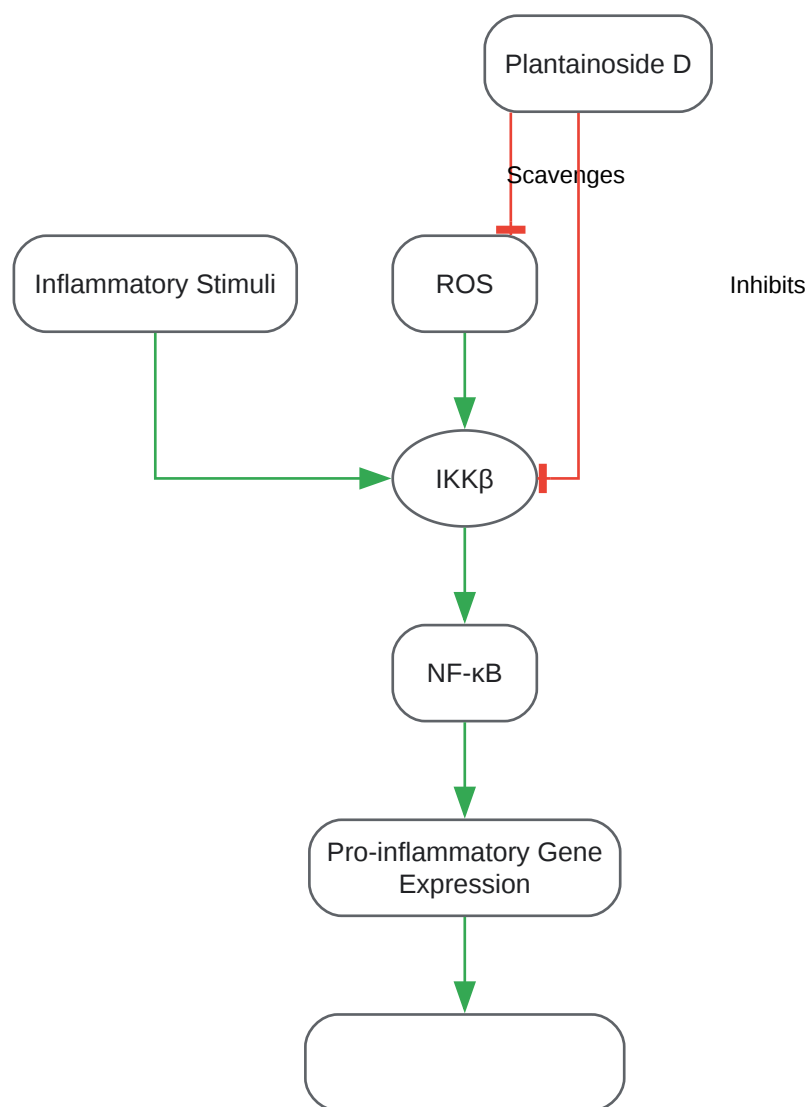 Plantainoside D
Scavenges
Inflammatory Stimuli
ROS
Inhibits
IKKβ
NF-κB
Pro-inflammatory Gene
Expression